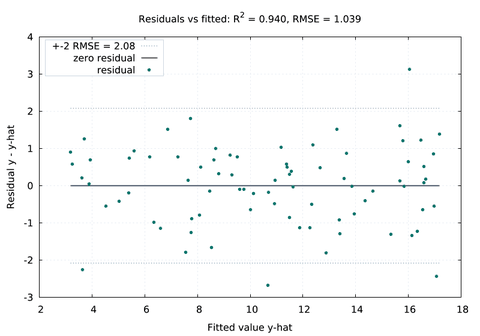 Residuals vs fitted: R² = 0.940, RMSE = 1.039
4
3
2
1
0
-1
-2
-3
+-2 RMSE = 2.08
zero residual
residual
Residual y - y-hat
2 4 6 8 10 12 14 16 18
Fitted value y-hat